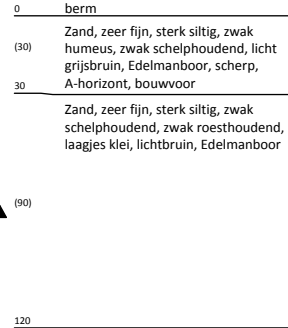 0 berm
Zand, zeer fijn, sterk siltig, zwak
(30) humeus, zwak schelphoudend, licht
grijsbruin, Edelmanboor, scherp,
30 A-horizont, bouwvoor
Zand, zeer fijn, sterk siltig, zwak
schelphoudend, zwak roesthoudend,
laagjes klei, lichtbruin, Edelmanboor
(90)
120